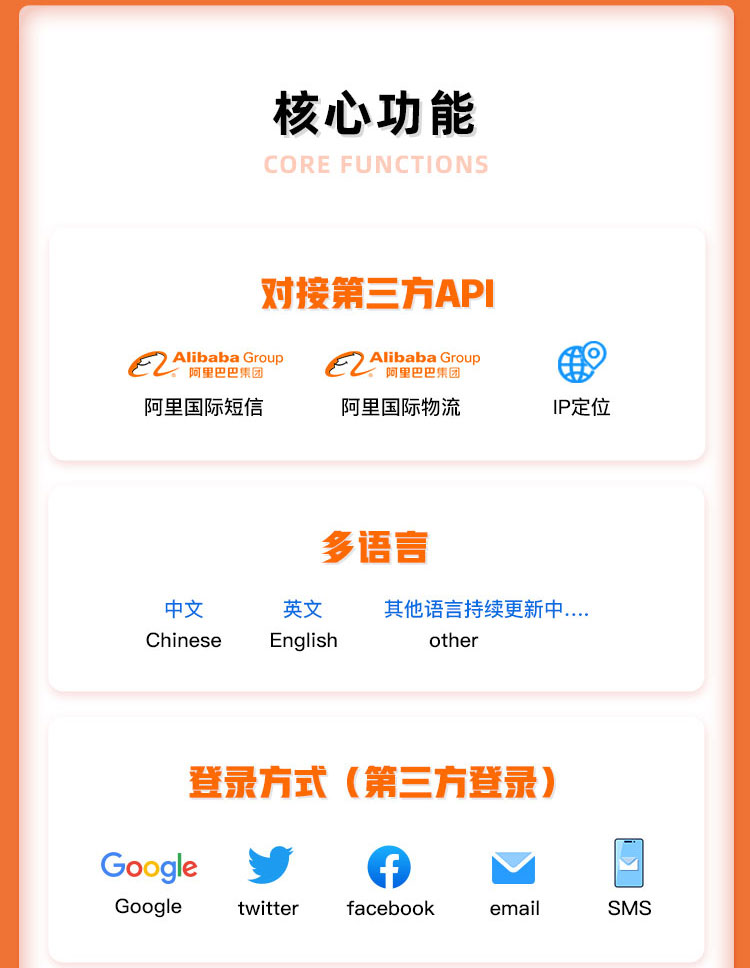 核心功能
CORE FUNCTIONS
对接第三方API
Alibaba Group
阿里巴巴集团
Alibaba Group
阿里巴巴集团
阿里国际短信
阿里国际物流
IP定位
多语言
中文
英文
其他语言持续更新中....
Chinese
English
other
登录方式（第三方登录）
Google
Google
twitter
facebook
email
SMS